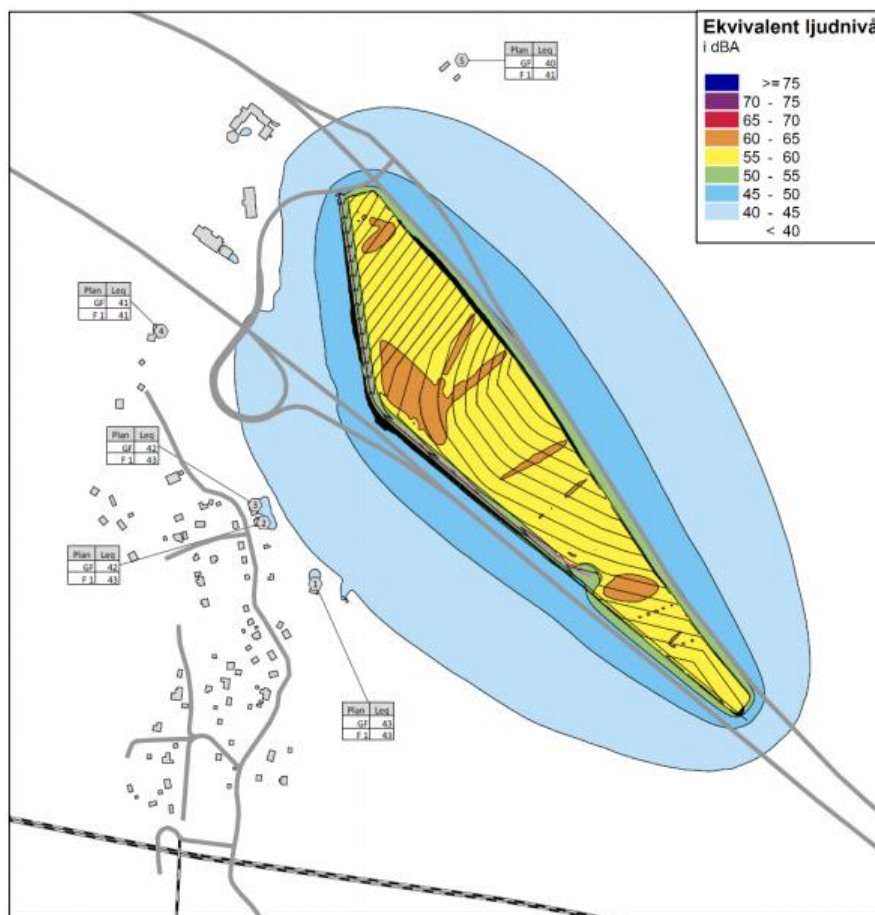 Ekvivalent ljudnivå
i dBA
>= 75
70 - 75
65 - 70
60 - 65
55 - 60
50 - 55
45 - 50
40 - 45
< 40
Plan Leq
GF 40
F 1 41
5
Plan Leq
GF 41
F 1 41
4
Plan Leq
GF 42
F 1 43
3
2
Plan Leq
GF 42
F 1 43
1
Plan Leq
GF 43
F 1 43